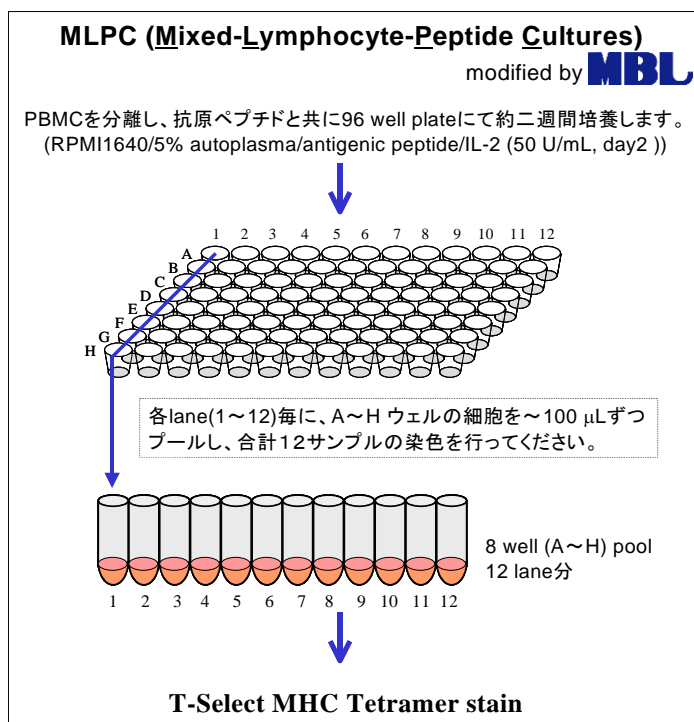 MLPC (Mixed-Lymphocyte-Peptide Cultures)
modified by MBL
PBMCを分離し、抗原ペプチドと共に96 well plateにて約二週間培養します。
(RPMI1640/5% autoplasma/antigenic peptide/IL-2 (50 U/mL, day2 ))
1 2 3 4 5 6 7 8 9 10 11 12
A
B
C
D
E
F
G
H
各lane(1～12)毎に、A～H ウェルの細胞を～100 μLずつ
プールし、合計12サンプルの染色を行ってください。
8 well (A～H) pool
12 lane分
1 2 3 4 5 6 7 8 9 10 11 12
T-Select MHC Tetramer stain